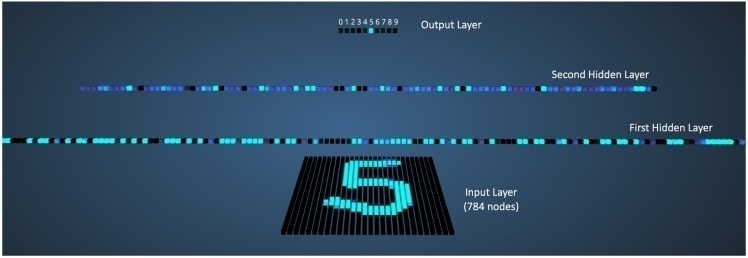 0 1 2 3 4 5 6 7 8 9
Output Layer
Second Hidden Layer
First Hidden Layer
5
Input Layer
(784 nodes)